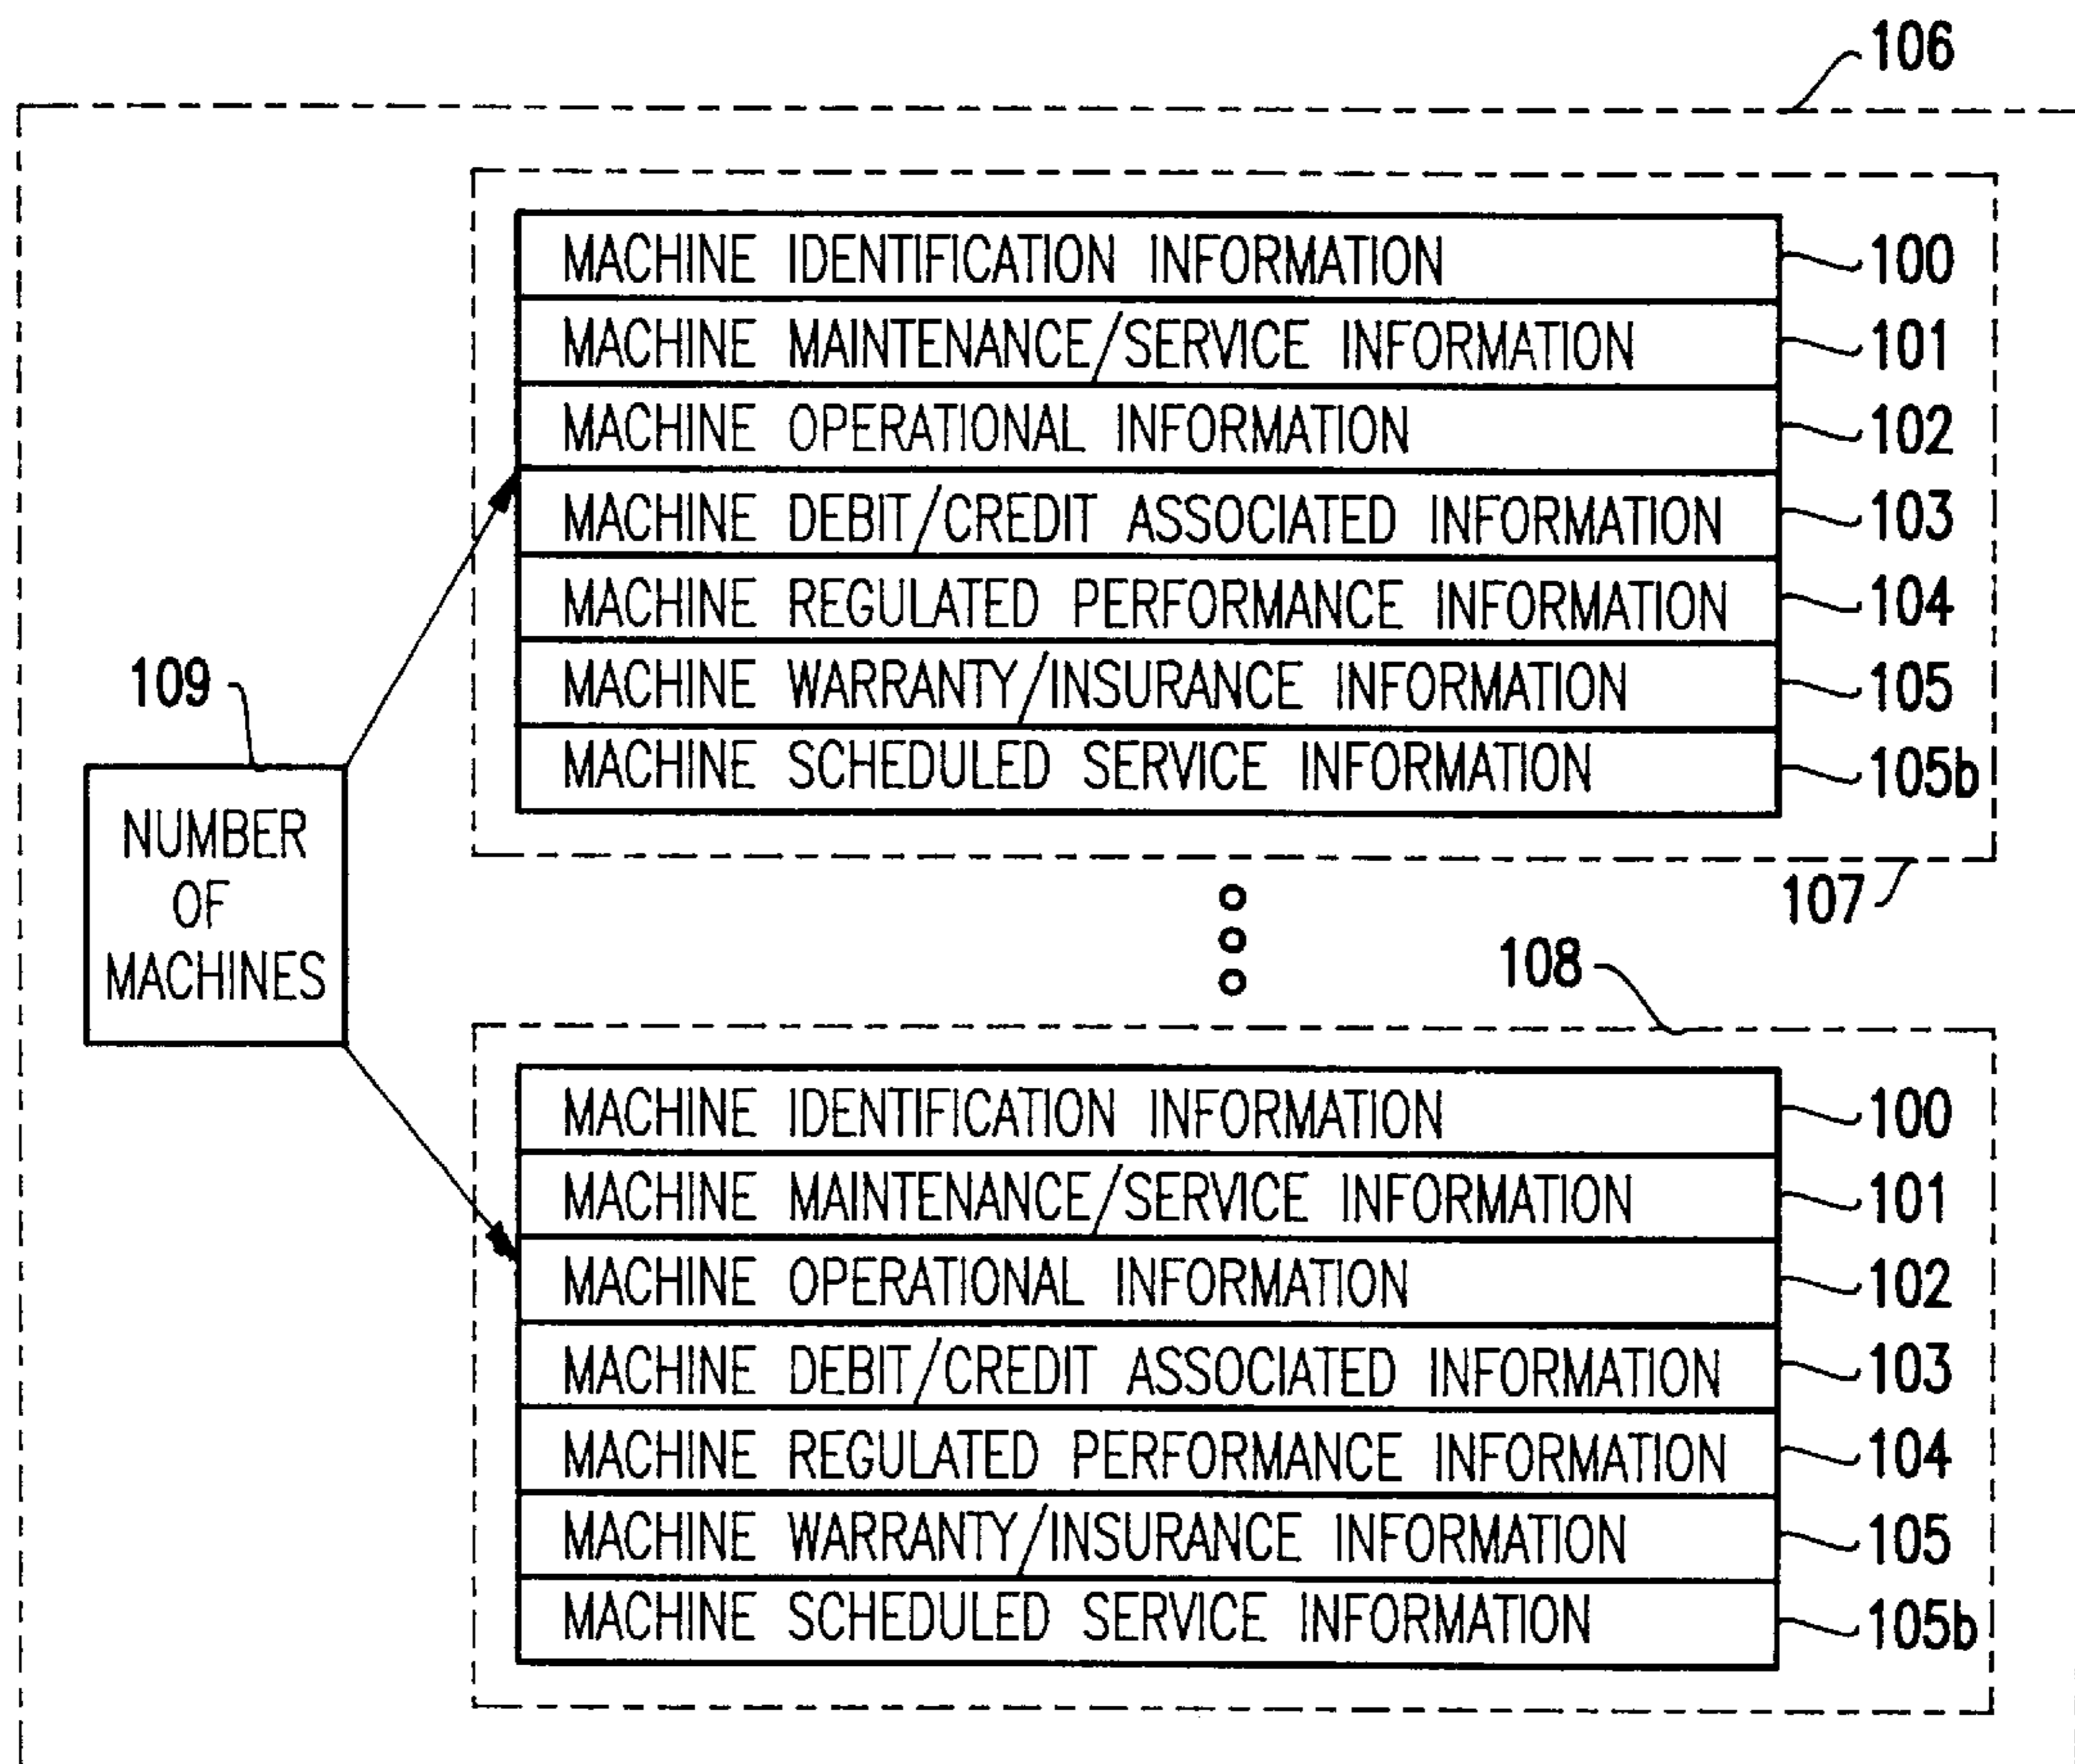 106
MACHINE IDENTIFICATION INFORMATION 100
MACHINE MAINTENANCE/SERVICE INFORMATION 101
MACHINE OPERATIONAL INFORMATION 102
MACHINE DEBIT/CREDIT ASSOCIATED INFORMATION 103
MACHINE REGULATED PERFORMANCE INFORMATION 104
MACHINE WARRANTY/INSURANCE INFORMATION 105
MACHINE SCHEDULED SERVICE INFORMATION 105b
107
109
NUMBER
OF
MACHINES
108
MACHINE IDENTIFICATION INFORMATION 100
MACHINE MAINTENANCE/SERVICE INFORMATION 101
MACHINE OPERATIONAL INFORMATION 102
MACHINE DEBIT/CREDIT ASSOCIATED INFORMATION 103
MACHINE REGULATED PERFORMANCE INFORMATION 104
MACHINE WARRANTY/INSURANCE INFORMATION 105
MACHINE SCHEDULED SERVICE INFORMATION 105b